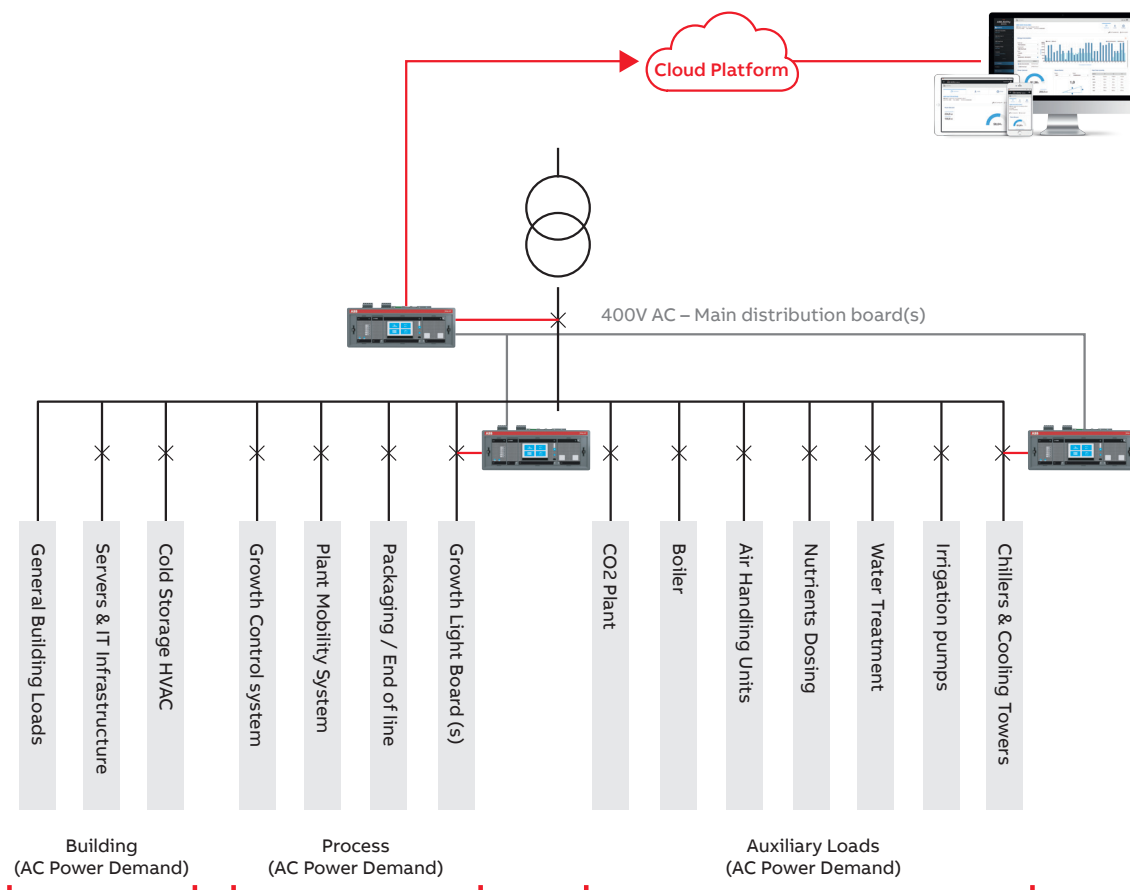 Cloud Platform
400V AC – Main distribution board(s)
General Building Loads
Servers & IT Infrastructure
Cold Storage HVAC
Growth Control system
Plant Mobility System
Packaging / End of line
Growth Light Board (s)
CO2 Plant
Boiler
Air Handling Units
Nutrients Dosing
Water Treatment
Irrigation pumps
Chillers & Cooling Towers
Building
(AC Power Demand)
Process
(AC Power Demand)
Auxiliary Loads
(AC Power Demand)